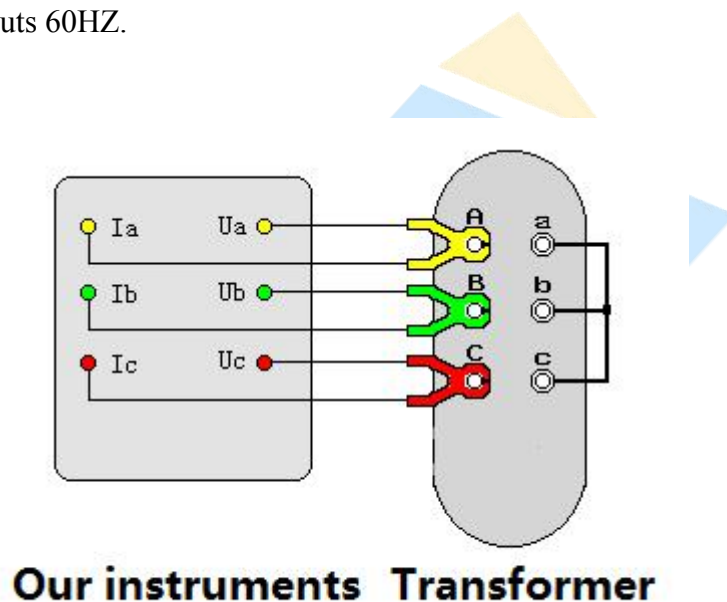 uts 60HZ.
A
a
Ia Ua
B
b
Ib Ub
C
c
Ic Uc
Our instruments Transformer